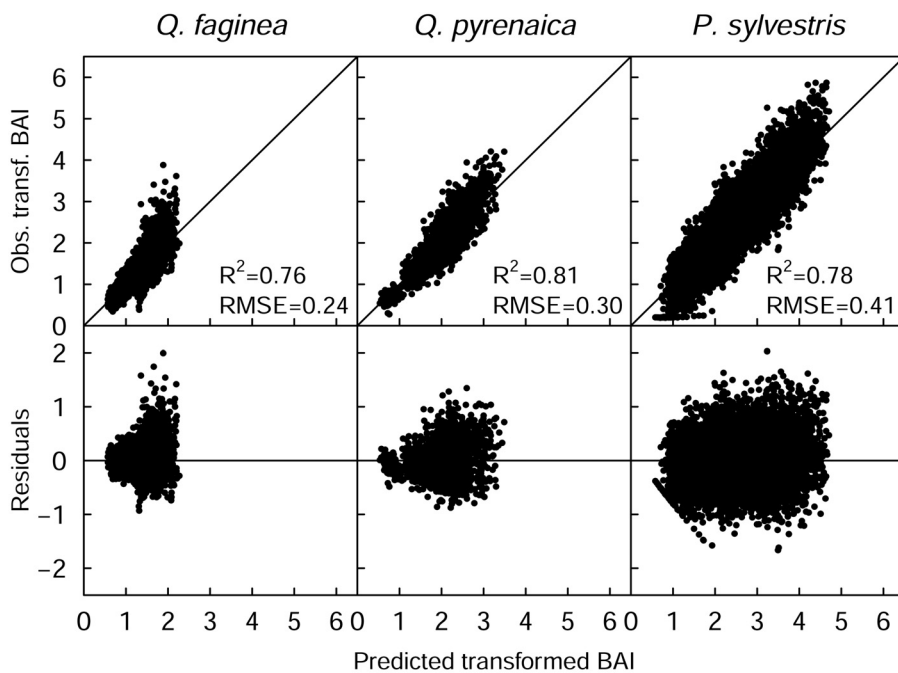 Q. faginea
Q. pyrenaica
P. sylvestris
Obs. transf. BAI
6
5
4
3
2
1
0
R²=0.76
RMSE=0.24
R²=0.81
RMSE=0.30
R²=0.78
RMSE=0.41
Residuals
2
1
0
−1
−2
0 1 2 3 4 5 6
0 1 2 3 4 5 6
0 1 2 3 4 5 6
Predicted transformed BAI